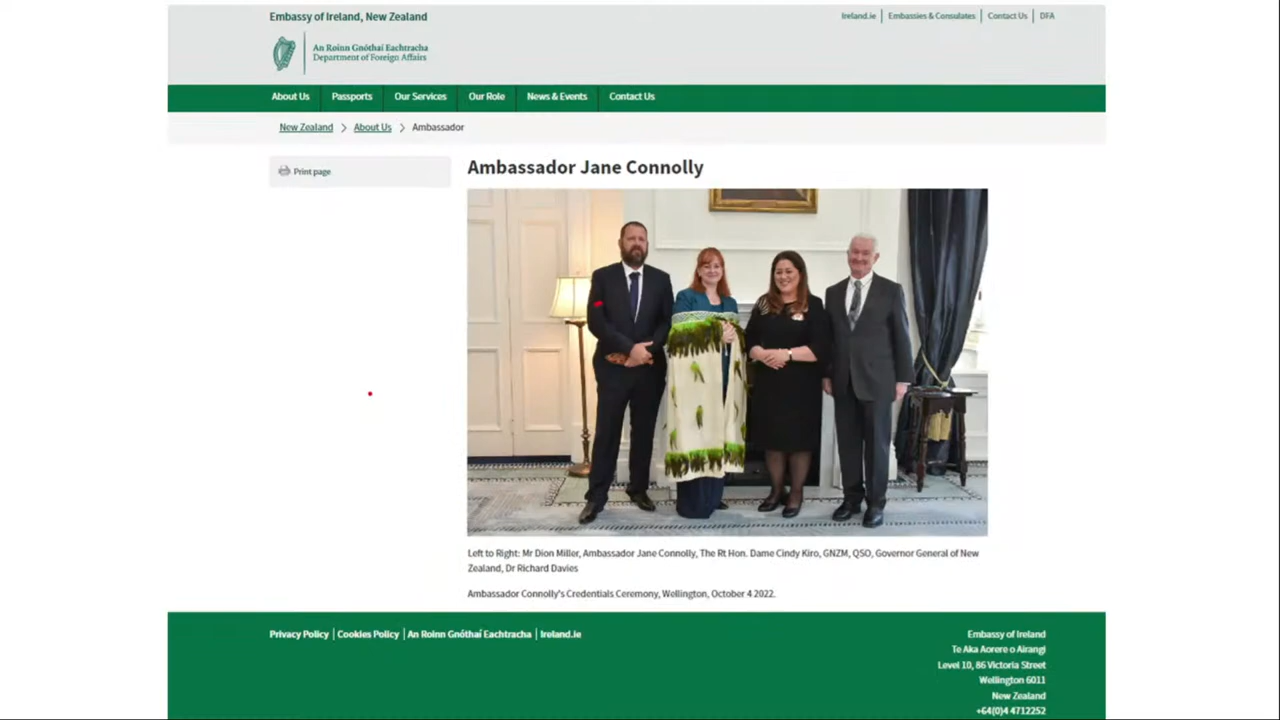 Embassy of Ireland, New Zealand
Ireland.ie | Embassies & Consulates | Contact Us | DFA
An Roinn Gnóthaí Eachtracha
Department of Foreign Affairs
About Us Passports Our Services Our Role News & Events Contact Us
New Zealand > About Us > Ambassador
Print page
Ambassador Jane Connolly
Left to Right: Mr Dion Miller, Ambassador Jane Connolly, The Rt Hon. Dame Cindy Kiro, GNZM, QSO, Governor General of New
Zealand, Dr Richard Davies
Ambassador Connolly's Credentials Ceremony, Wellington, October 4 2022.
Privacy Policy | Cookies Policy | An Roinn Gnóthaí Eachtracha | Ireland.ie
Embassy of Ireland
Te Aka Aorere o Airangi
Level 10, 86 Victoria Street
Wellington 6011
New Zealand
+64(0)4 4712252